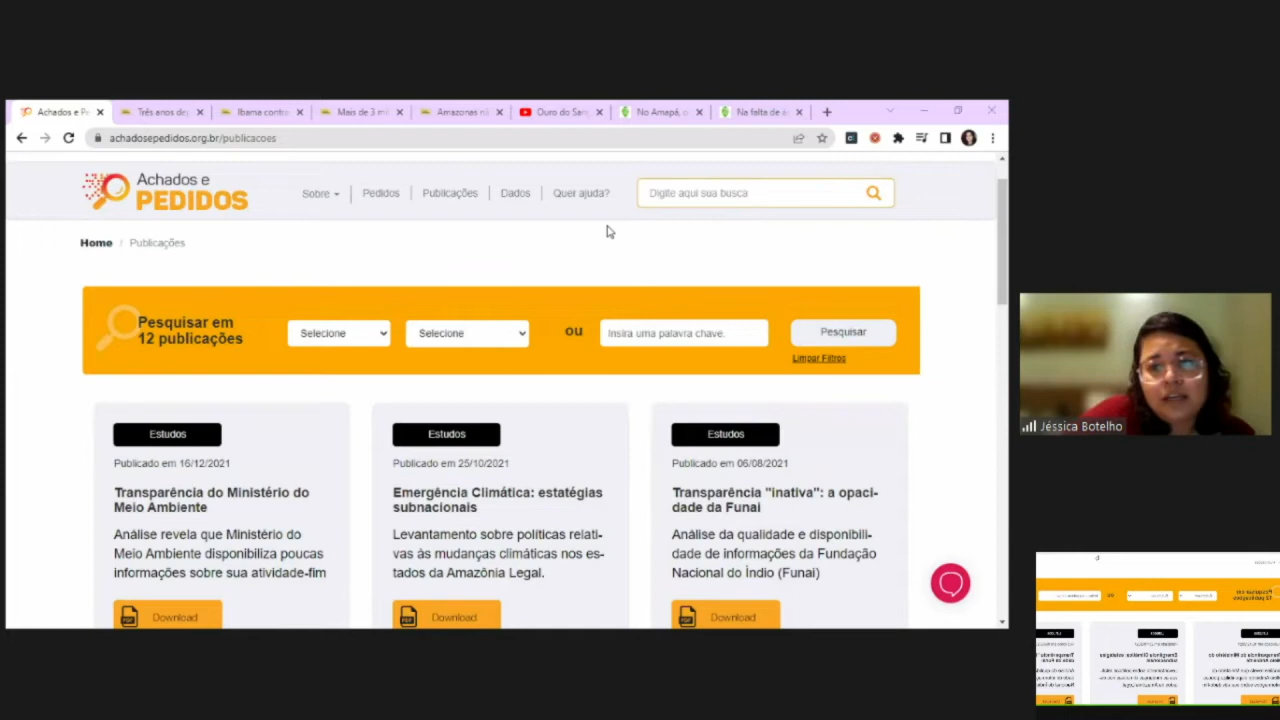 Achados e Pe
Três anos de
Ibama contra
Mais de 3 mi
Amazonas nã
Ouro do San
No Amapá, o
Na falta de á
achadosepedidos.org.br/publicacoes
Achados e
PEDIDOS
Sobre
Pedidos
Publicações
Dados
Quer ajuda?
Digite aqui sua busca
Home / Publicações
Pesquisar em
12 publicações
Selecione
Selecione
ou
Insira uma palavra chave.
Pesquisar
Limpar Filtros
Estudos
Publicado em 16/12/2021
Transparência do Ministério do
Meio Ambiente
Análise revela que Ministério do
Meio Ambiente disponibiliza poucas
informações sobre sua atividade-fim
PDF
Download
Estudos
Publicado em 25/10/2021
Emergência Climática: estatégias
subnacionais
Levantamento sobre políticas relati-
vas às mudanças climáticas nos es-
tados da Amazônia Legal.
PDF
Download
Estudos
Publicado em 06/08/2021
Transparência "inativa": a opaci-
dade da Funai
Análise da qualidade e disponibili-
dade de informações da Fundação
Nacional do Índio (Funai)
PDF
Download
Jéssica Botelho